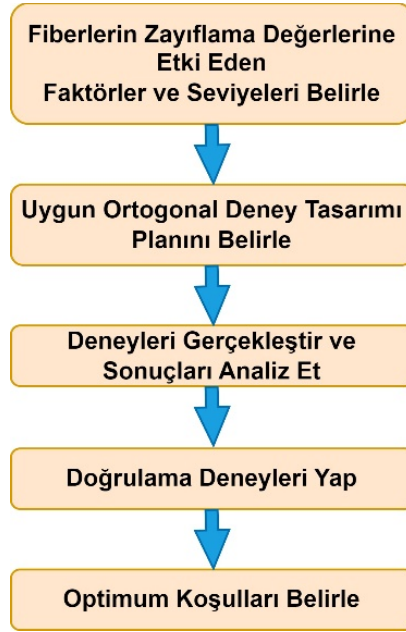 Fiberlerin Zayıflama Değerlerine
Etki Eden
Faktörler ve Seviyeleri Belirle
Uygun Ortogonal Deney Tasarımı
Planını Belirle
Deneyleri Gerçekleştir ve
Sonuçları Analiz Et
Doğrulama Deneyleri Yap
Optimum Koşulları Belirle